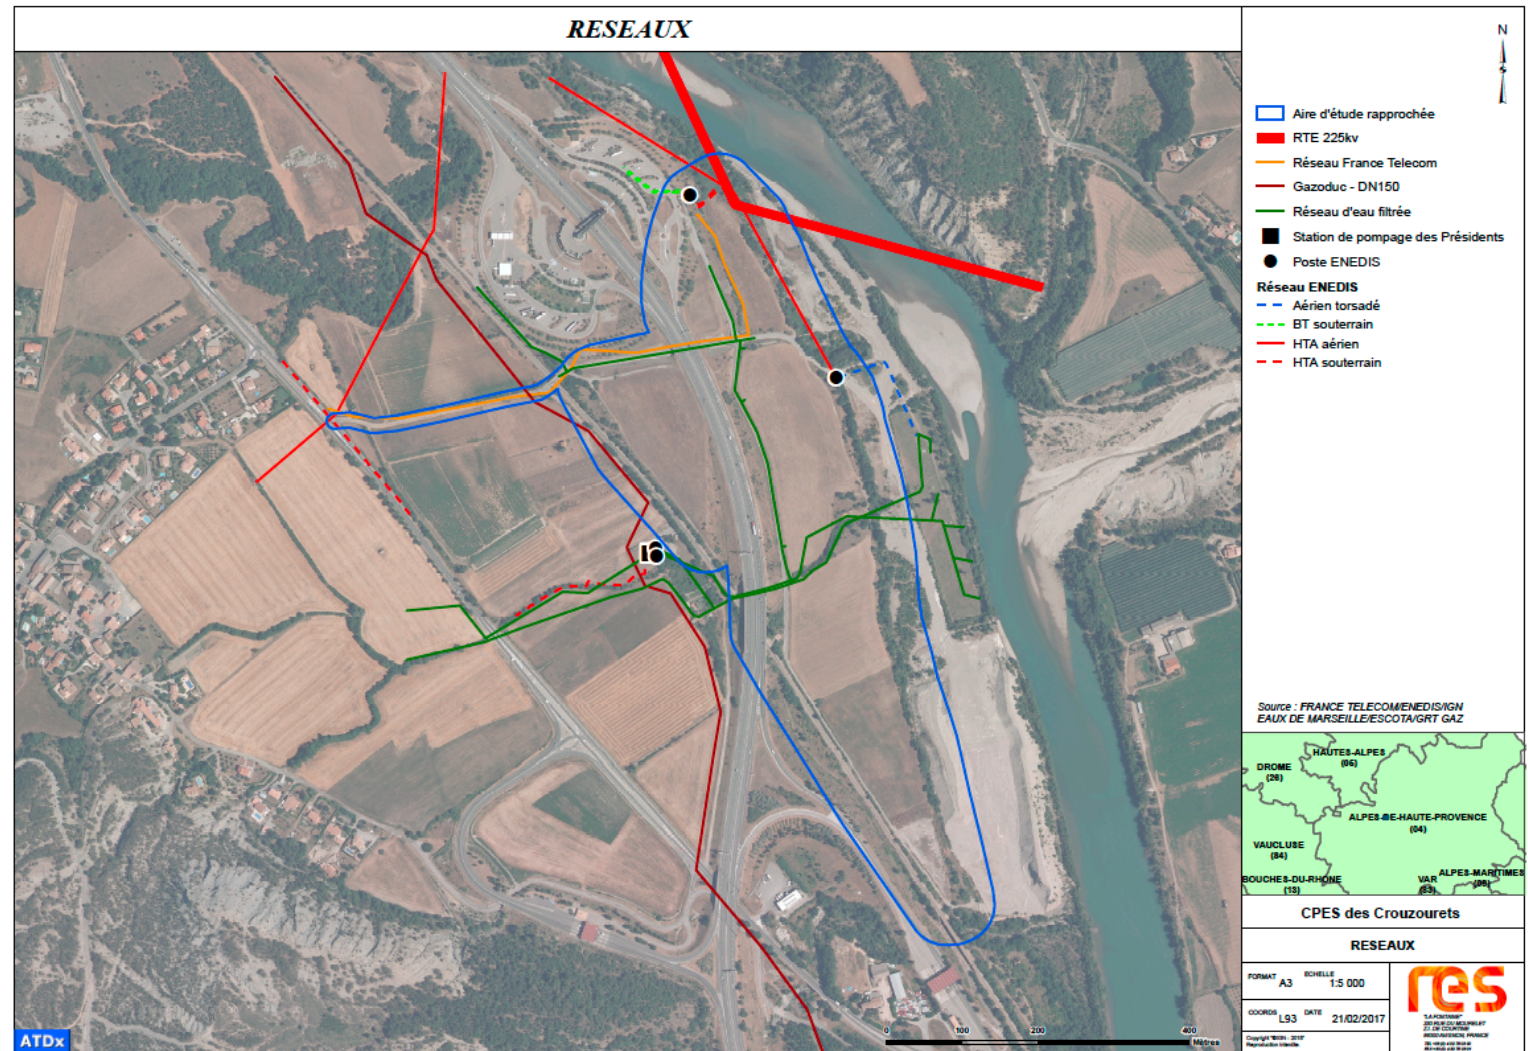 RESEAUX
N
Aire d'étude rapprochée
RTE 225kv
Réseau France Telecom
Gazoduc - DN150
Réseau d'eau filtrée
Station de pompage des Présidents
Poste ENEDIS
Réseau ENEDIS
Aérien torsadé
BT souterrain
HTA aérien
HTA souterrain
Source : FRANCE TELECOM/ENEDIS/IGN
EAUX DE MARSEILLE/ESCOTA/GRT GAZ
HAUTES-ALPES
(05)
DROME
(26)
ALPES-DE-HAUTE-PROVENCE
(04)
VAUCLUSE
(84)
BOUCHES-DU-RHONE
(13)
VAR
(83)
ALPES-MARITIMES
(06)
CPES des Crouzourets
RESEAUX
FORMAT A3 ECHELLE 1:5 000
COORDS L93 DATE 21/02/2017
res
0 100 200 400
Mètres
ATDx